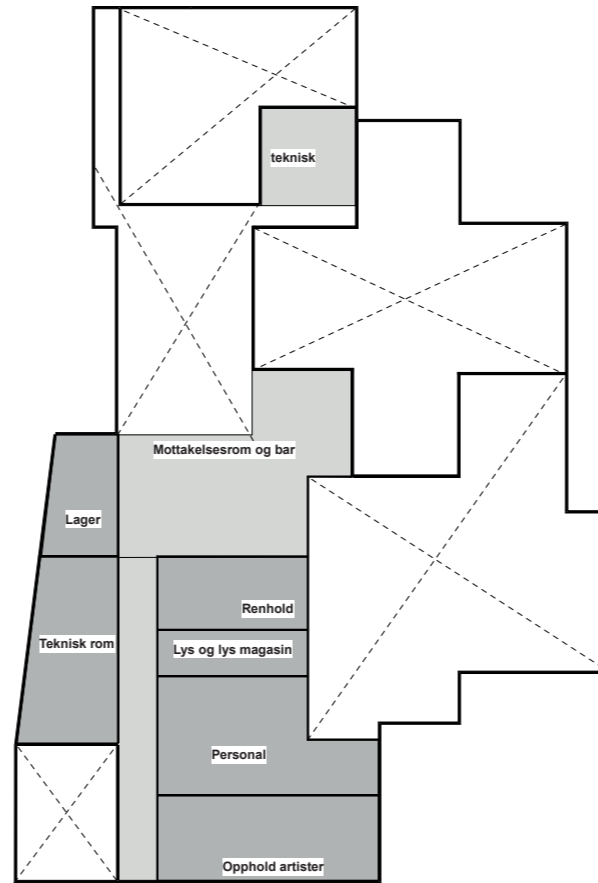 teknisk
Mottakelsesrom og bar
Lager
Renhold
Teknisk rom
Lys og lys magasin
Personal
Opphold artister